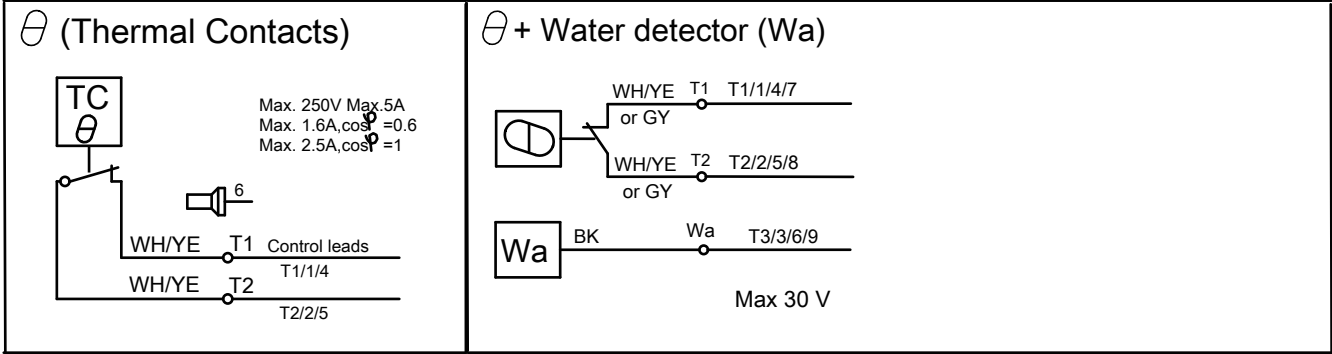 θ (Thermal Contacts)
TC
θ
Max. 250V Max.5A
Max. 1.6A,cosφ =0.6
Max. 2.5A,cosφ =1
6
WH/YE T1 Control leads
T1/1/4
WH/YE T2
T2/2/5
θ + Water detector (Wa)
WH/YE T1 T1/1/4/7
or GY
θ
WH/YE T2 T2/2/5/8
or GY
Wa BK Wa T3/3/6/9
Max 30 V